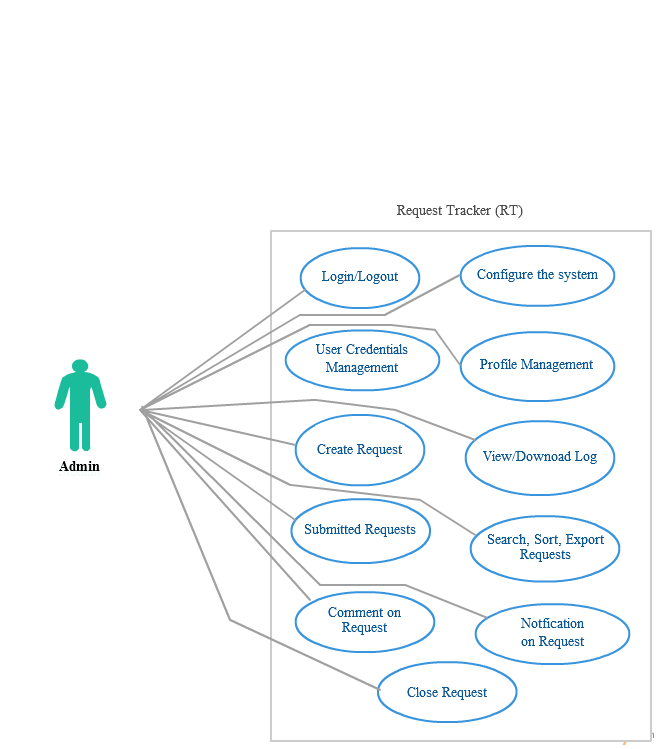 Request Tracker (RT)
Login/Logout
Configure the system
User Credentials
Management
Profile Management
Create Request
View/Downoad Log
Submitted Requests
Search, Sort, Export
Requests
Comment on
Request
Notfication
on Request
Close Request
Admin